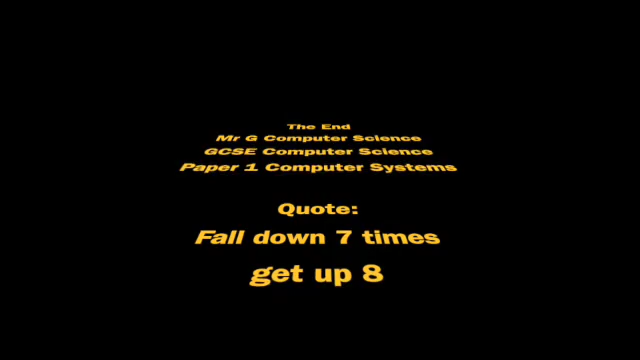 The End
Mr G Computer Science
GCSE Computer Science
Paper 1 Computer Systems
Quote:
Fall down 7 times
get up 8